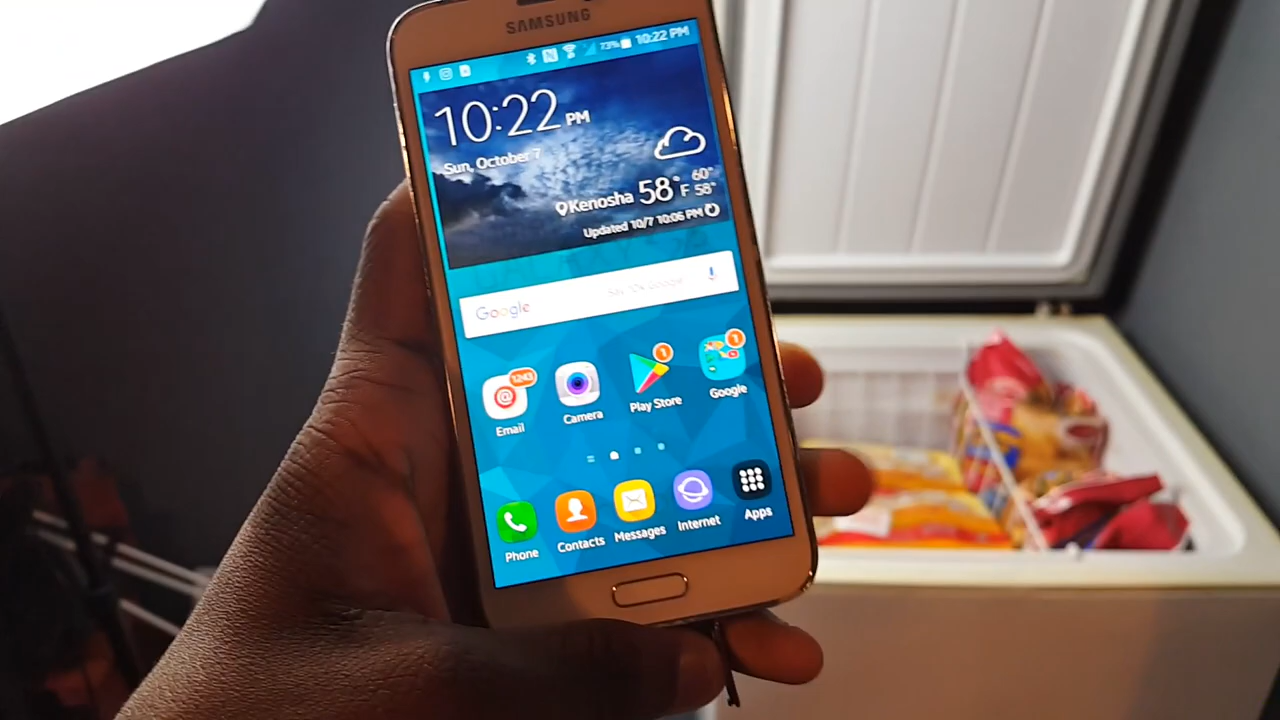 SAMSUNG
73% 10:22 PM
10:22 PM
Sun, October 7
Kenosha 58° F 60° 58°
Updated 10/7 10:06 PM
Google
1243
1
1
Email
Camera
Play Store
Google
Phone
Contacts
Messages
Internet
Apps